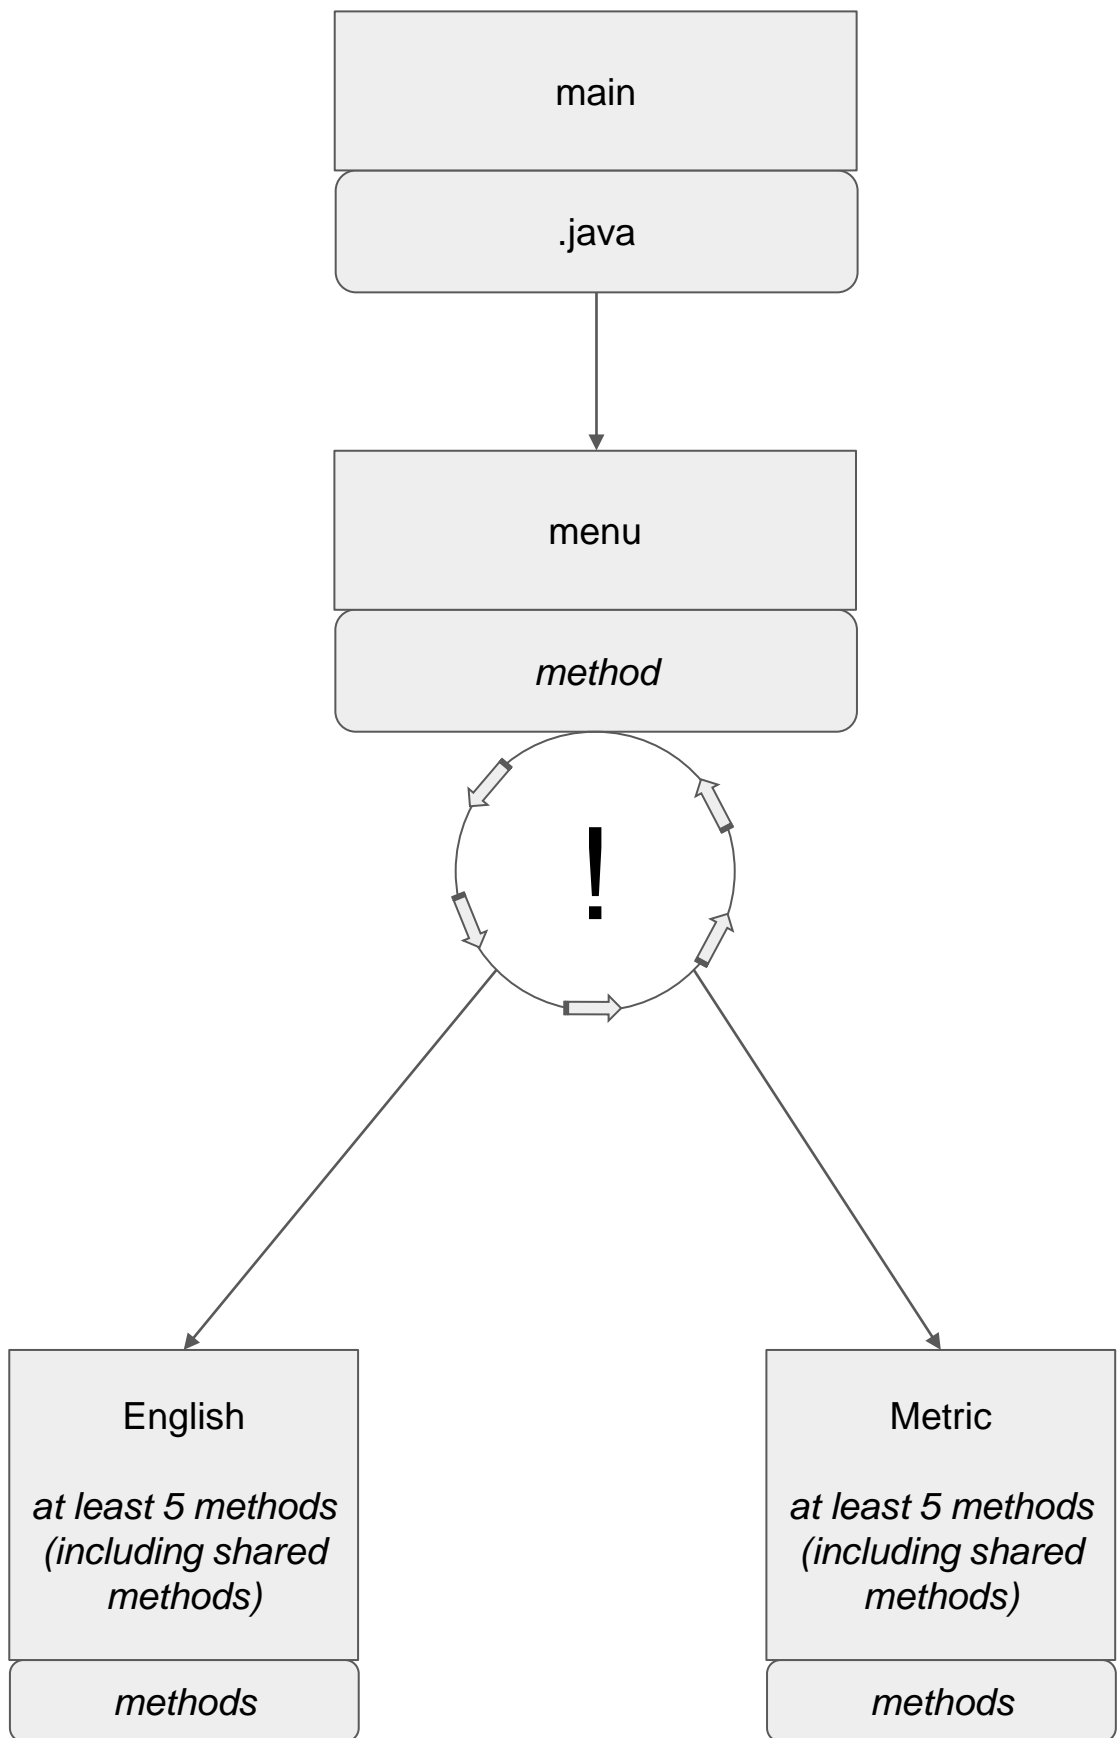 main
.java
menu
method
!
English
at least 5 methods
(including shared
methods)
methods
Metric
at least 5 methods
(including shared
methods)
methods